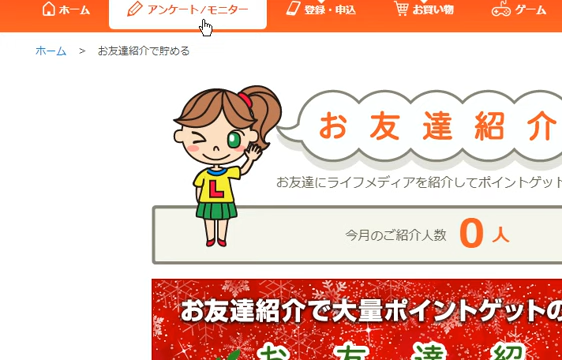 ホーム アンケート/モニター 登録・申込 お買い物 ゲーム
ホーム > お友達紹介で貯める
お友達紹介
お友達にライフメディアを紹介してポイントゲット
L
今月のご紹介人数 0人
お友達紹介で大量ポイントゲットの
お友達紹